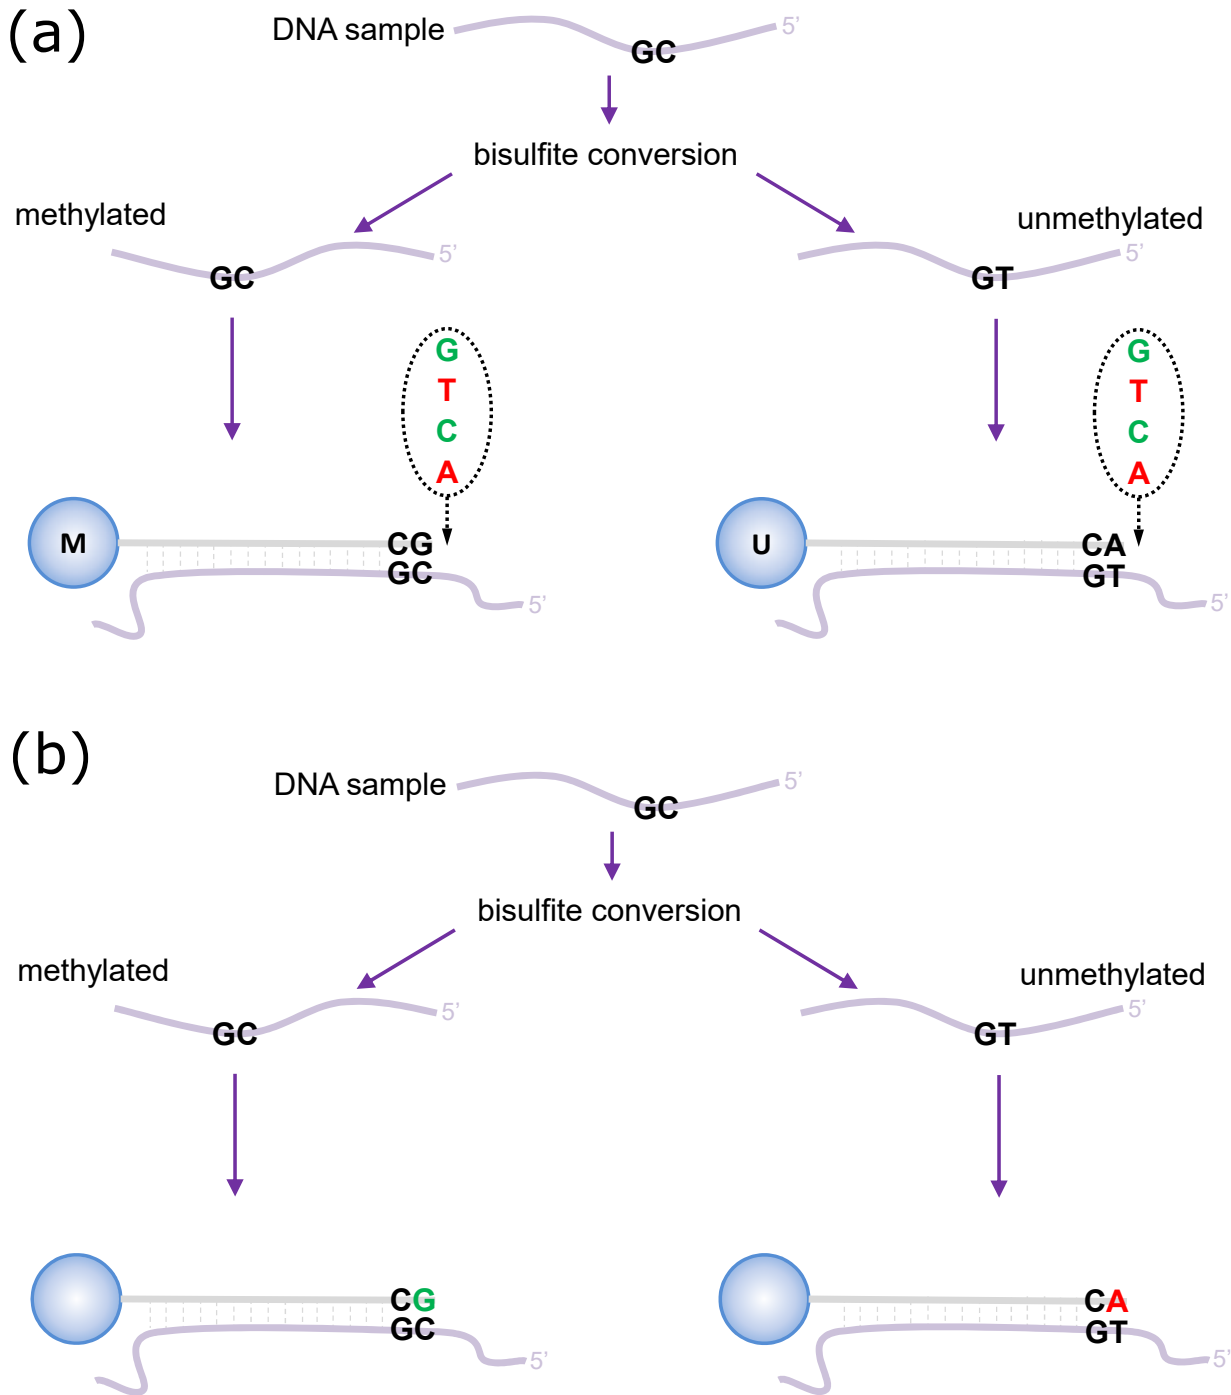 (a)
DNA sample
5’
GC
bisulfite conversion
methylated
unmethylated
5’
5’
GC
GT
G
T
C
A
G
T
C
A
M
CG
GC
5’
U
CA
GT
5’
(b)
DNA sample
5’
GC
bisulfite conversion
methylated
unmethylated
5’
5’
GC
GT
CG
GC
5’
CA
GT
5’